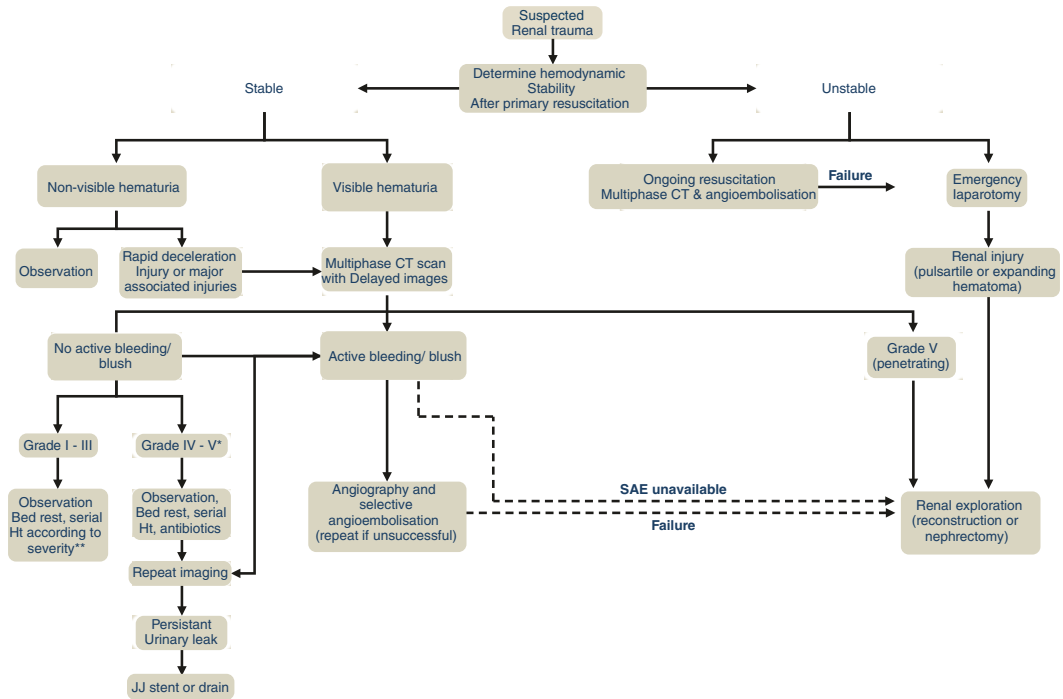 Suspected
Renal trauma
Determine hemodynamic
Stability
After primary resuscitation
Stable
Unstable
Non-visible hematuria
Visible hematuria
Ongoing resuscitation
Multiphase CT & angioembolisation
Failure
Emergency
laparotomy
Observation
Rapid deceleration
Injury or major
associated injuries
Multiphase CT scan
with Delayed images
Renal injury
(pulsartile or expanding
hematoma)
No active bleeding/
blush
Active bleeding/ blush
Grade V
(penetrating)
Grade I - III
Grade IV - V*
Observation
Bed rest, serial
Ht according to
severity**
Observation,
Bed rest, serial
Ht, antibiotics
Angiography and
selective
angioembolisation
(repeat if unsuccessful)
SAE unavailable
Failure
Renal exploration
(reconstruction or
nephrectomy)
Repeat imaging
Persistant
Urinary leak
JJ stent or drain